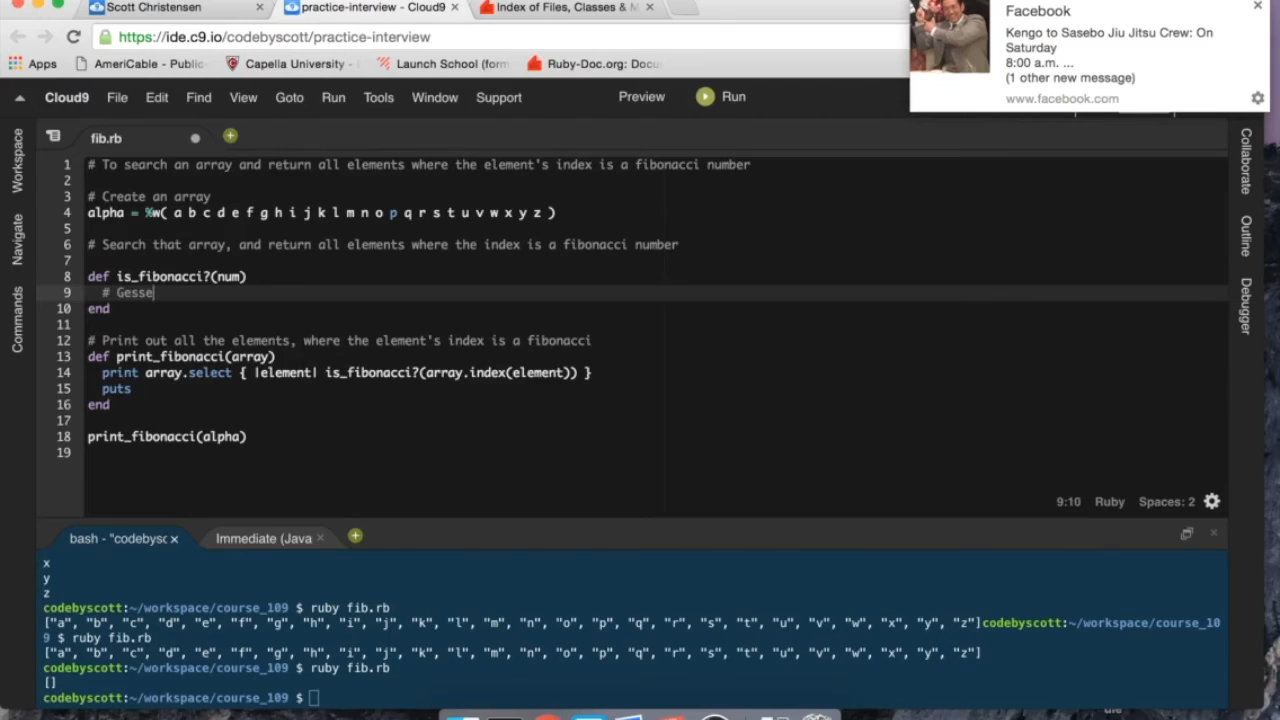 Scott Christensen
practice-interview - Cloud9
Index of Files, Classes & M
https://ide.c9.io/codebyscott/practice-interview
Apps
AmeriCable - Public
Capella University -
Launch School (form
Ruby-Doc.org: Docu
Facebook
Kengo to Sasebo Jiu Jitsu Crew: On
Saturday
8:00 a.m. ...
(1 other new message)
www.facebook.com
Cloud9 File Edit Find View Goto Run Tools Window Support Preview Run
Workspace
Navigate
Commands
Collaborate
Outline
Debugger
fib.rb
1 # To search an array and return all elements where the element's index is a fibonacci number
2
3 # Create an array
4 alpha = %w( a b c d e f g h i j k l m n o p q r s t u v w x y z )
5
6 # Search that array, and return all elements where the index is a fibonacci number
7
8 def is_fibonacci?(num)
9 # Gesse
10 end
11
12 # Print out all the elements, where the element's index is a fibonacci
13 def print_fibonacci(array)
14 print array.select { |element| is_fibonacci?(array.index(element)) }
15 puts
16 end
17
18 print_fibonacci(alpha)
19
9:10 Ruby Spaces: 2
bash - "codebysc
Immediate (Java
x
y
z
codebyscott:~/workspace/course_109 $ ruby fib.rb
["a", "b", "c", "d", "e", "f", "g", "h", "i", "j", "k", "l", "m", "n", "o", "p", "q", "r", "s", "t", "u", "v", "w", "x", "y", "z"]codebyscott:~/workspace/course_10
9 $ ruby fib.rb
["a", "b", "c", "d", "e", "f", "g", "h", "i", "j", "k", "l", "m", "n", "o", "p", "q", "r", "s", "t", "u", "v", "w", "x", "y", "z"]
codebyscott:~/workspace/course_109 $ ruby fib.rb
[]
codebyscott:~/workspace/course_109 $